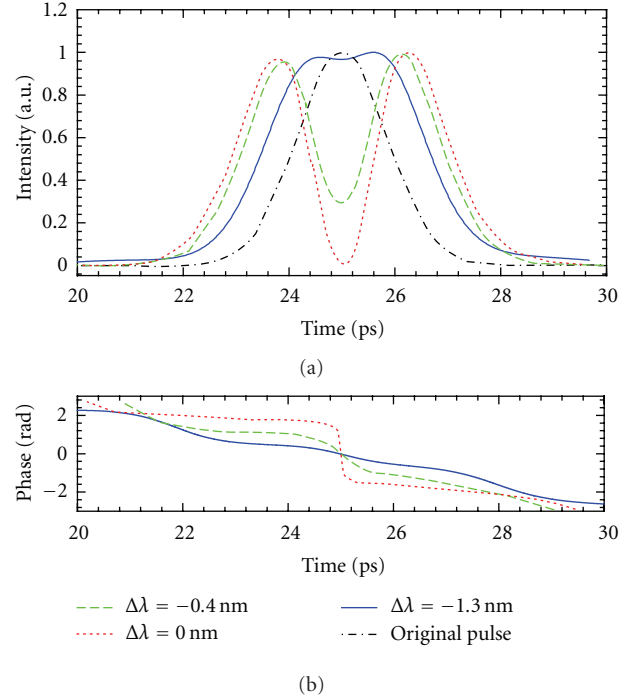 1.2
1
0.8
0.6
0.4
0.2
0
Intensity (a.u.)
20 22 24 26 28 30
Time (ps)
(a)
2
0
−2
Phase (rad)
20 22 24 26 28 30
Time (ps)
Δλ = −0.4 nm
Δλ = −1.3 nm
Δλ = 0 nm
Original pulse
(b)